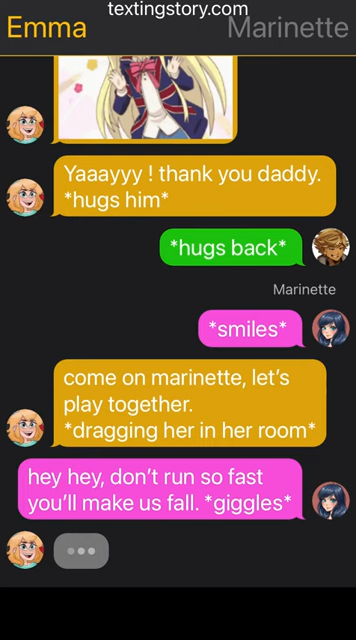 textingstory.com
Emma Marinette
Yaaayyy ! thank you daddy.
*hugs him*
*hugs back*
Marinette
*smiles*
come on marinette, let’s
play together.
*dragging her in her room*
hey hey, don’t run so fast
you’ll make us fall. *giggles*